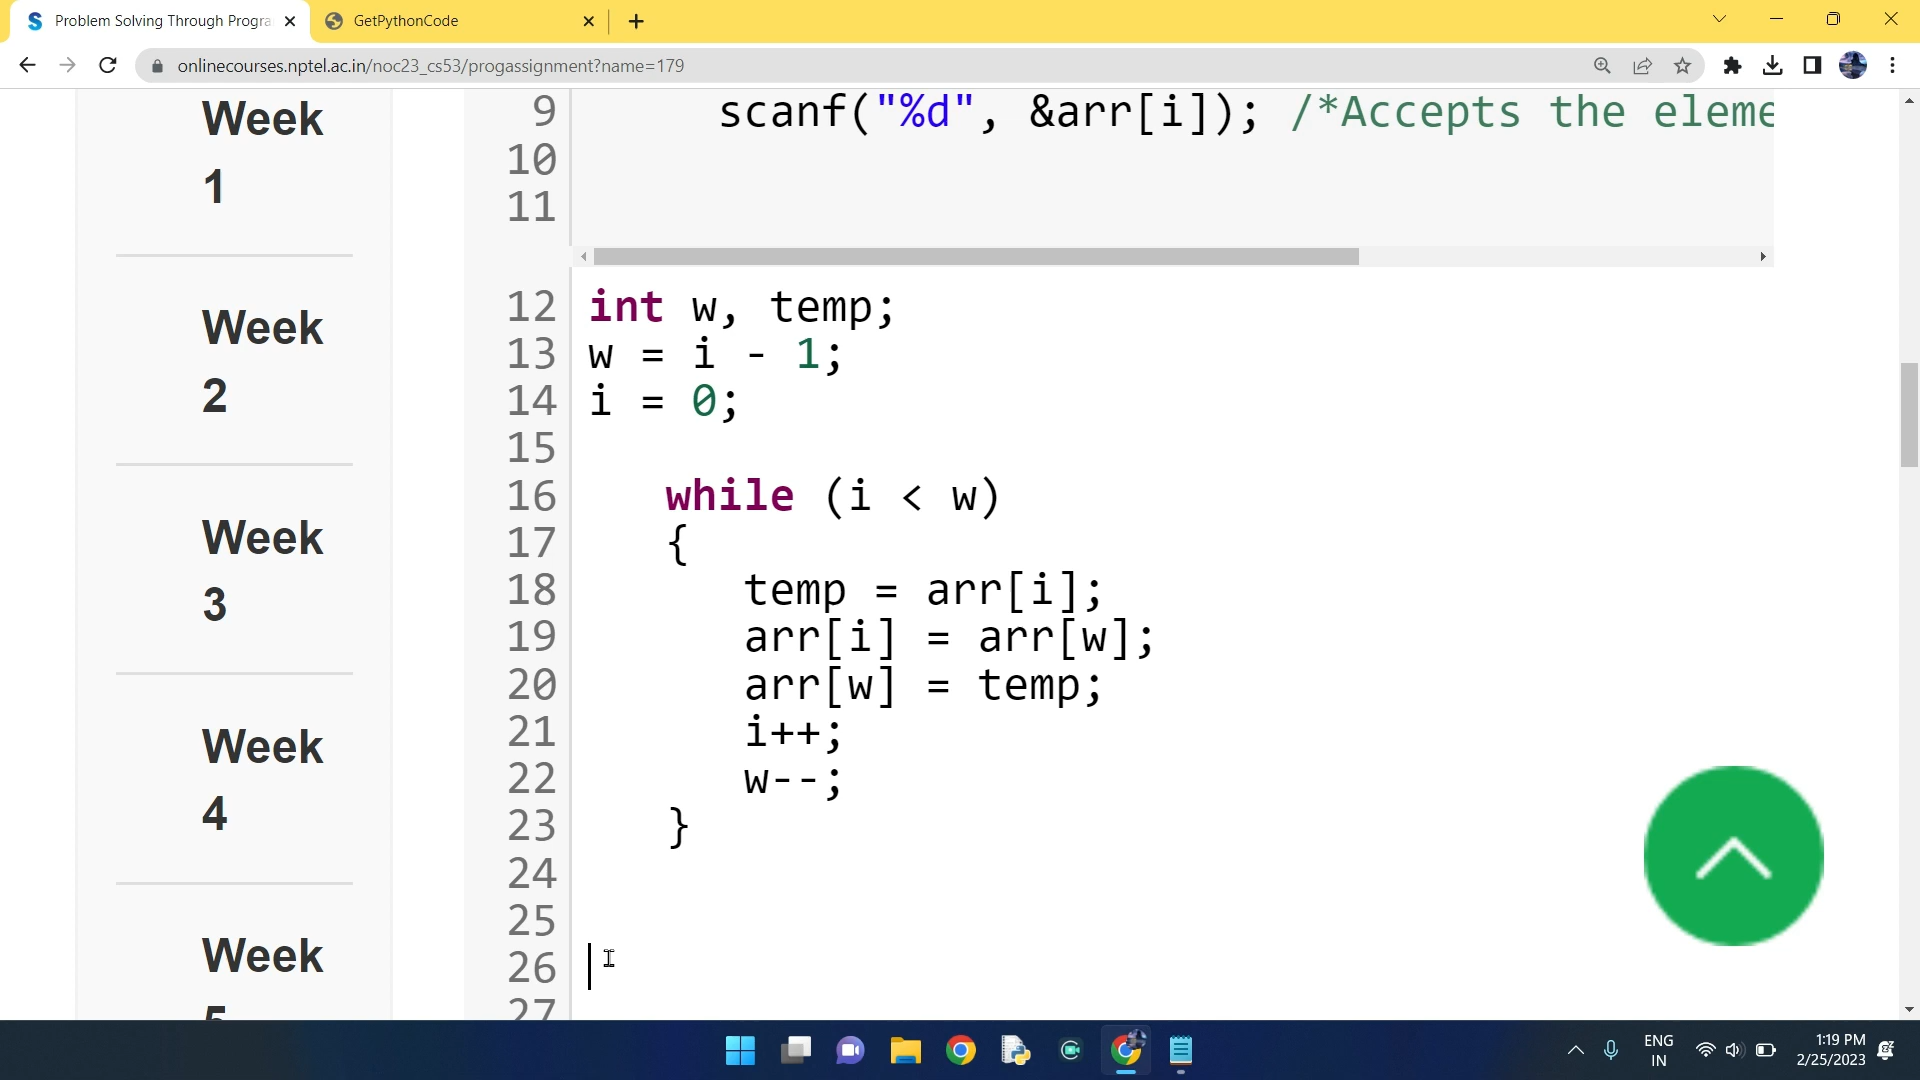 Problem Solving Through Progra
GetPythonCode
onlinecourses.nptel.ac.in/noc23_cs53/progassignment?name=179
Week
1
Week
2
Week
3
Week
4
Week
5
9 scanf("%d", &arr[i]); /*Accepts the eleme
10
11
12 int w, temp;
13 w = i - 1;
14 i = 0;
15
16 while (i < w)
17 {
18 temp = arr[i];
19 arr[i] = arr[w];
20 arr[w] = temp;
21 i++;
22 w--;
23 }
24
25
26
27
ENG
IN
1:19 PM
2/25/2023